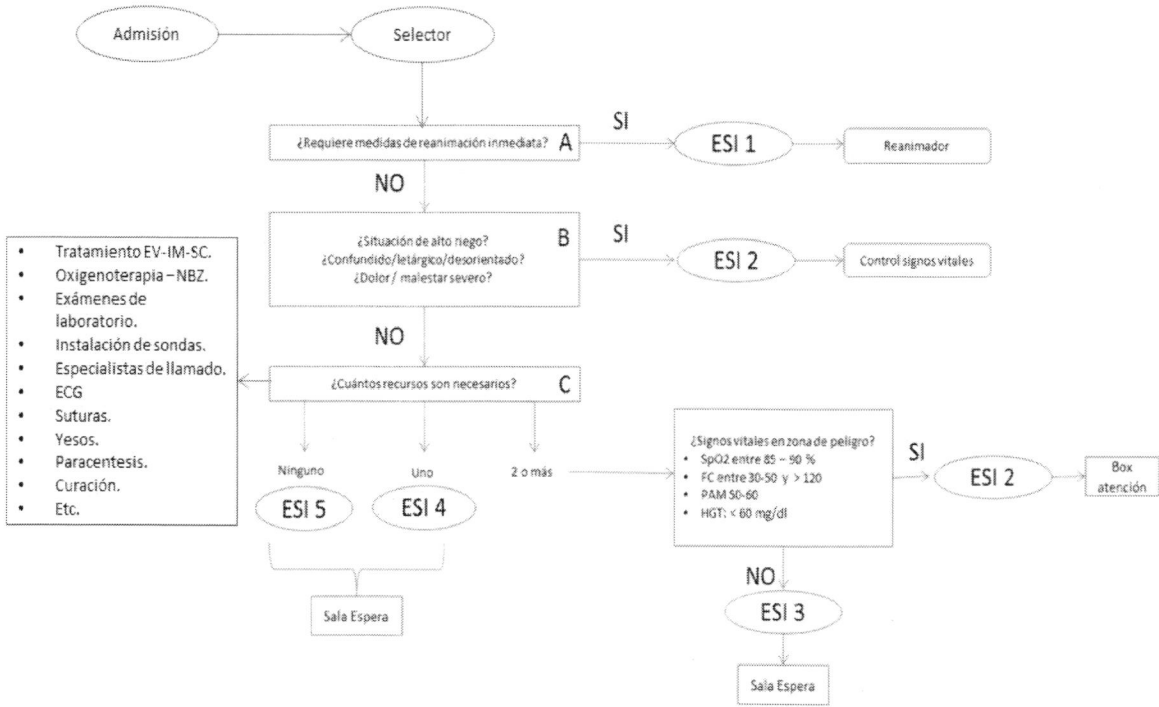 Admisión
Selector
¿Requiere medidas de reanimación inmediata?
A
SI
ESI 1
Reanimador
NO
¿Situación de alto riego?
¿Confundido/letárgico/desorientado?
¿Dolor / malestar severo?
B
SI
ESI 2
Control signos vitales
NO
• Tratamiento EV-IM-SC.
• Oxigenoterapia – NBZ.
• Exámenes de
laboratorio.
• Instalación de sondas.
• Especialistas de llamado.
• ECG
• Suturas.
• Yesos.
• Paracentesis.
• Curación.
• Etc.
¿Cuántos recursos son necesarios?
C
Ninguno
Uno
2 o más
ESI 5
ESI 4
Sala Espera
¿Signos vitales en zona de peligro?
• SpO2 entre 85 – 90 %
• FC entre 30-50 y > 120
• PAM 50-60
• HGT: < 60 mg/dl
SI
ESI 2
Box
atención
NO
ESI 3
Sala Espera